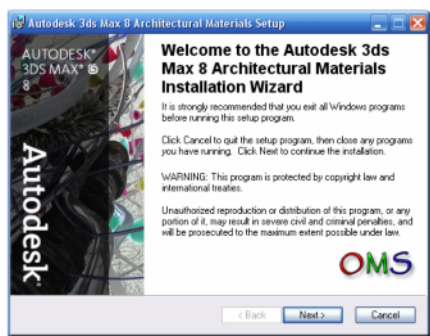 Autodesk 3ds Max 8 Architectural Materials Setup
AUTODESK®
3DS MAX®
8
Autodesk
Welcome to the Autodesk 3ds
Max 8 Architectural Materials
Installation Wizard
It is strongly recommended that you exit all Windows programs
before running this setup program.
Click Cancel to quit the setup program, then close any programs
you have running. Click Next to continue the installation.
WARNING: This program is protected by copyright law and
international treaties.
Unauthorized reproduction or distribution of this program, or any
portion of it, may result in severe civil and criminal penalties, and
will be prosecuted to the maximum extent possible under law.
OMS
< Back
Next >
Cancel